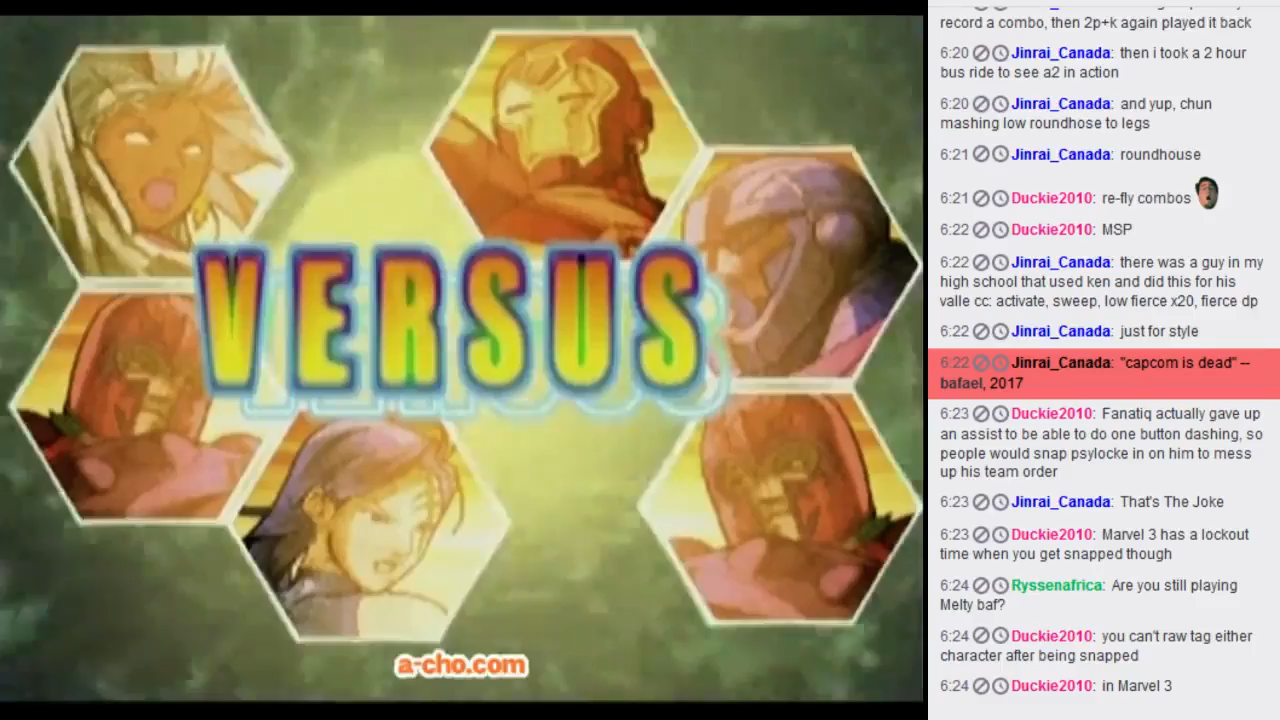 VERSUS
a-cho.com
record a combo, then 2p+k again played it back
6:20 Jinrai_Canada: then i took a 2 hour
bus ride to see a2 in action
6:20 Jinrai_Canada: and yup, chun
mashing low roundhose to legs
6:21 Jinrai_Canada: roundhouse
6:21 Duckie2010: re-fly combos
6:22 Duckie2010: MSP
6:22 Jinrai_Canada: there was a guy in my
high school that used ken and did this for his
valle cc: activate, sweep, low fierce x20, fierce dp
6:22 Jinrai_Canada: just for style
6:22 Jinrai_Canada: "capcom is dead" --
bafael, 2017
6:23 Duckie2010: Fanatiq actually gave up
an assist to be able to do one button dashing, so
people would snap psylocke in on him to mess
up his team order
6:23 Jinrai_Canada: That's The Joke
6:23 Duckie2010: Marvel 3 has a lockout
time when you get snapped though
6:24 Ryssenafrica: Are you still playing
Melty baf?
6:24 Duckie2010: you can't raw tag either
character after being snapped
6:24 Duckie2010: in Marvel 3